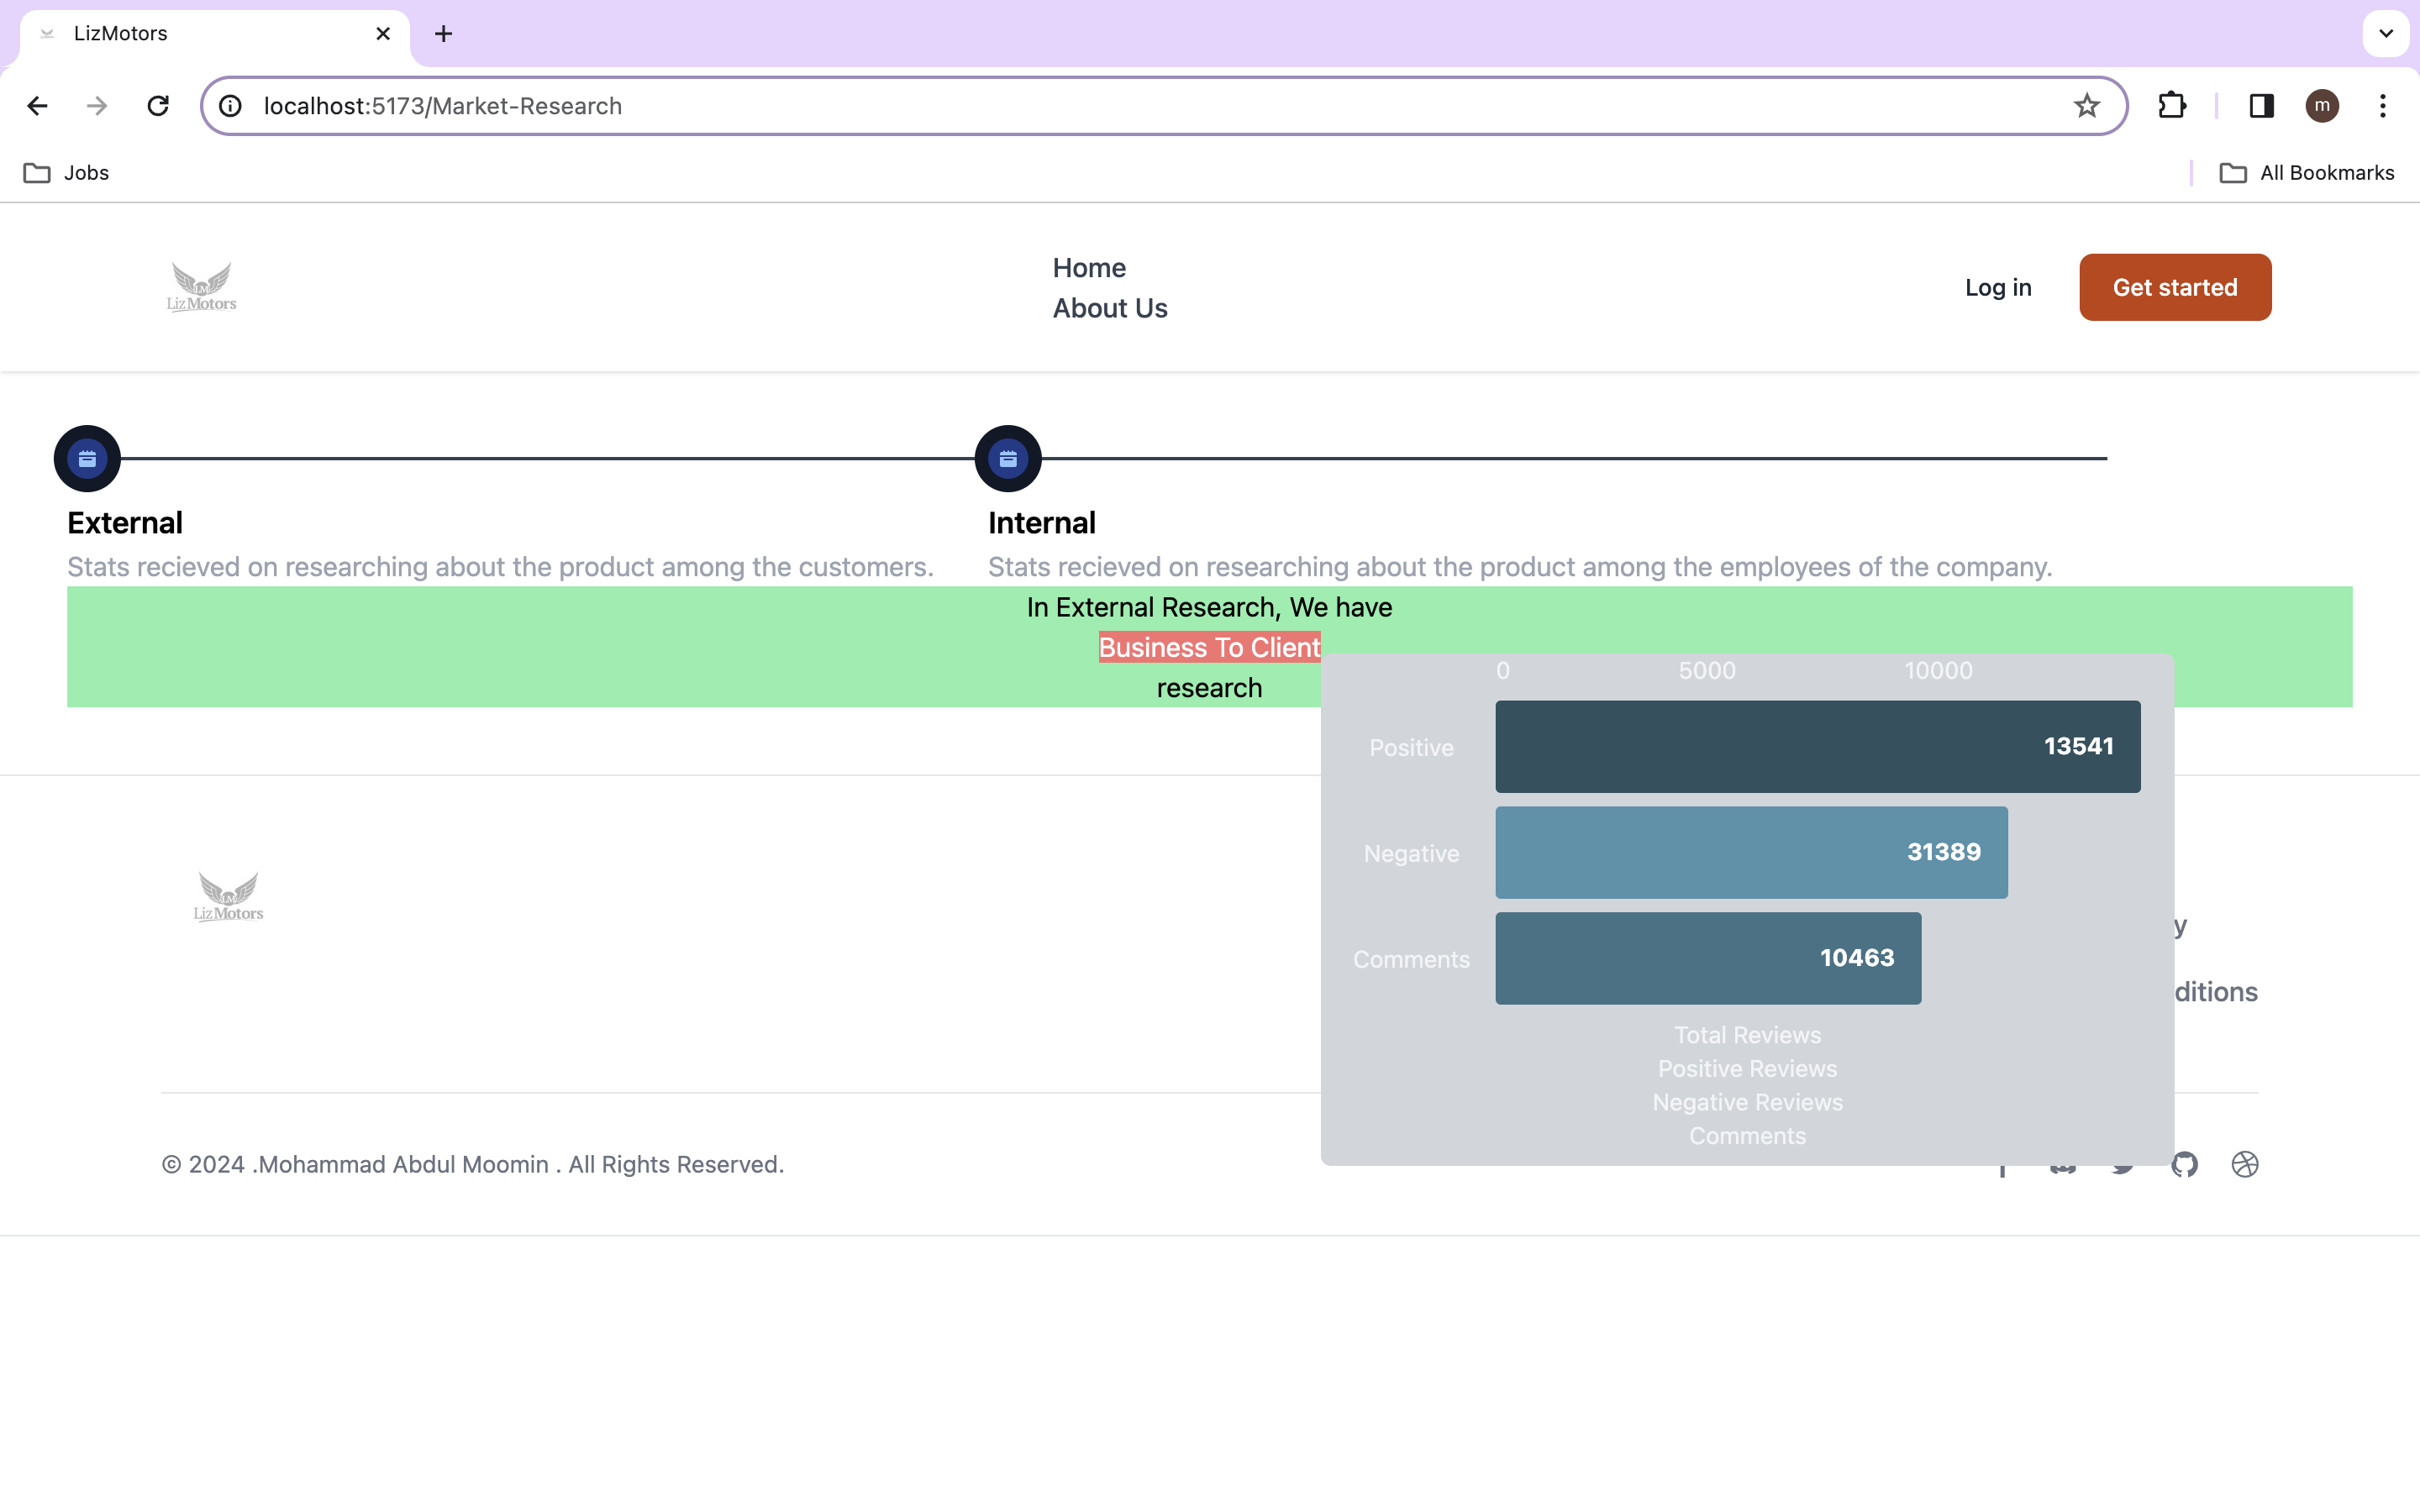 LizMotors
localhost:5173/Market-Research
m
Jobs
All Bookmarks
LM
LizMotors
Home
About Us
Log in
Get started
External
Stats recieved on researching about the product among the customers.
Internal
Stats recieved on researching about the product among the employees of the company.
In External Research, We have
Business To Client
research
0 5000 10000
Positive 13541
Negative 31389
Comments 10463
Total Reviews
Positive Reviews
Negative Reviews
Comments
LM
LizMotors
y
ditions
© 2024 .Mohammad Abdul Moomin . All Rights Reserved.